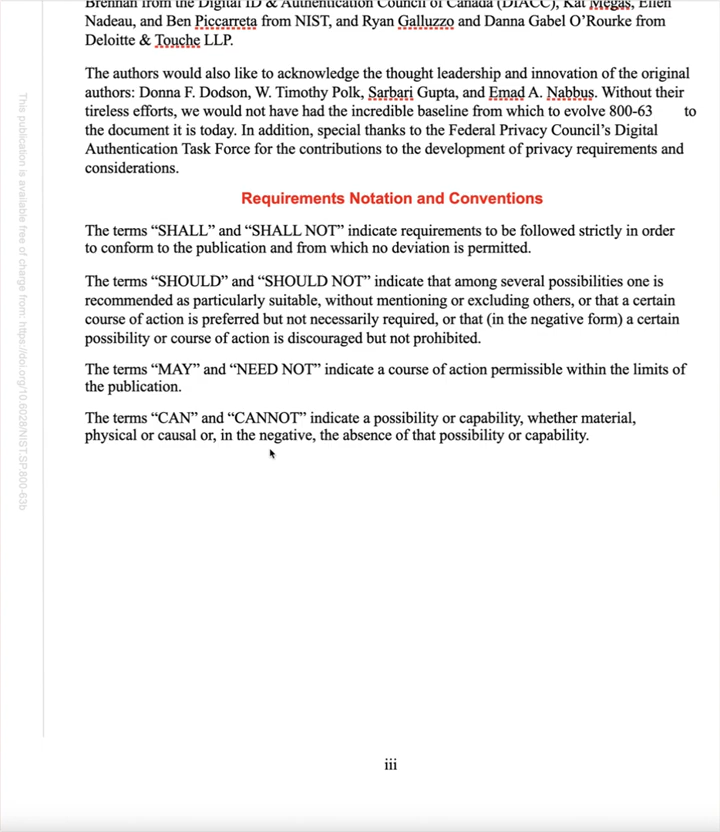 Brennan from the Digital ID & Authentication Council of Canada (DIACC), Kat Megas, Ellen
Nadeau, and Ben Piccarreta from NIST, and Ryan Galluzzo and Danna Gabel O’Rourke from
Deloitte & Touche LLP.
The authors would also like to acknowledge the thought leadership and innovation of the original
authors: Donna F. Dodson, W. Timothy Polk, Sarbari Gupta, and Emad A. Nabbus. Without their
tireless efforts, we would not have had the incredible baseline from which to evolve 800-63 to
the document it is today. In addition, special thanks to the Federal Privacy Council’s Digital
Authentication Task Force for the contributions to the development of privacy requirements and
considerations.
Requirements Notation and Conventions
The terms “SHALL” and “SHALL NOT” indicate requirements to be followed strictly in order
to conform to the publication and from which no deviation is permitted.
The terms “SHOULD” and “SHOULD NOT” indicate that among several possibilities one is
recommended as particularly suitable, without mentioning or excluding others, or that a certain
course of action is preferred but not necessarily required, or that (in the negative form) a certain
possibility or course of action is discouraged but not prohibited.
The terms “MAY” and “NEED NOT” indicate a course of action permissible within the limits of
the publication.
The terms “CAN” and “CANNOT” indicate a possibility or capability, whether material,
physical or causal or, in the negative, the absence of that possibility or capability.
This publication is available free of charge from: https://doi.org/10.6028/NIST.SP.800-63b
iii